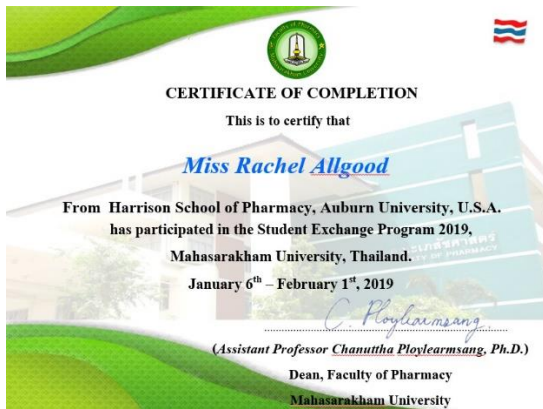 CERTIFICATE OF COMPLETION
This is to certify that
Miss Rachel Allgood
From Harrison School of Pharmacy, Auburn University, U.S.A.
has participated in the Student Exchange Program 2019,
Mahasarakham University, Thailand.
January 6th – February 1st, 2019
C. Ploylearmsang.
(Assistant Professor Chanuttha Ploylearmsang, Ph.D.)
Dean, Faculty of Pharmacy
Mahasarakham University